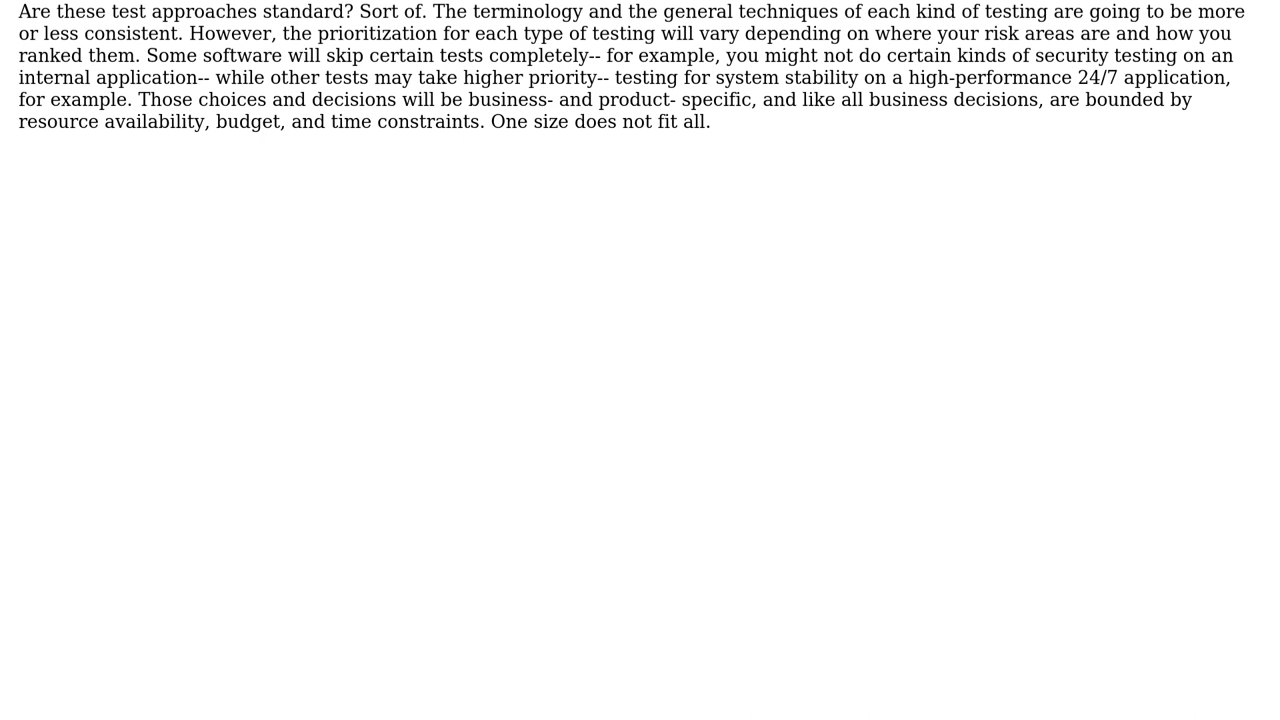 Are these test approaches standard? Sort of. The terminology and the general techniques of each kind of testing are going to be more
or less consistent. However, the prioritization for each type of testing will vary depending on where your risk areas are and how you
ranked them. Some software will skip certain tests completely-- for example, you might not do certain kinds of security testing on an
internal application-- while other tests may take higher priority-- testing for system stability on a high-performance 24/7 application,
for example. Those choices and decisions will be business- and product- specific, and like all business decisions, are bounded by
resource availability, budget, and time constraints. One size does not fit all.